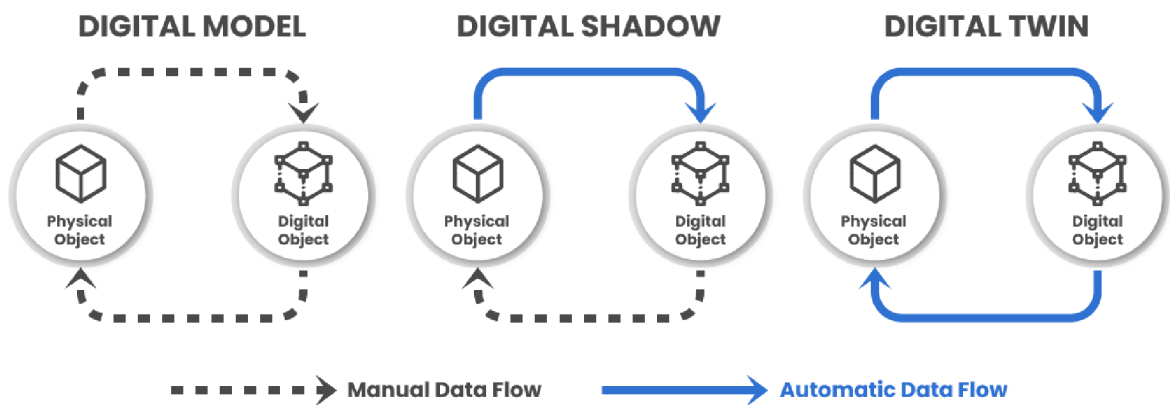 DIGITAL MODEL
DIGITAL SHADOW
DIGITAL TWIN
Physical
Object
Digital
Object
Physical
Object
Digital
Object
Physical
Object
Digital
Object
Manual Data Flow
Automatic Data Flow